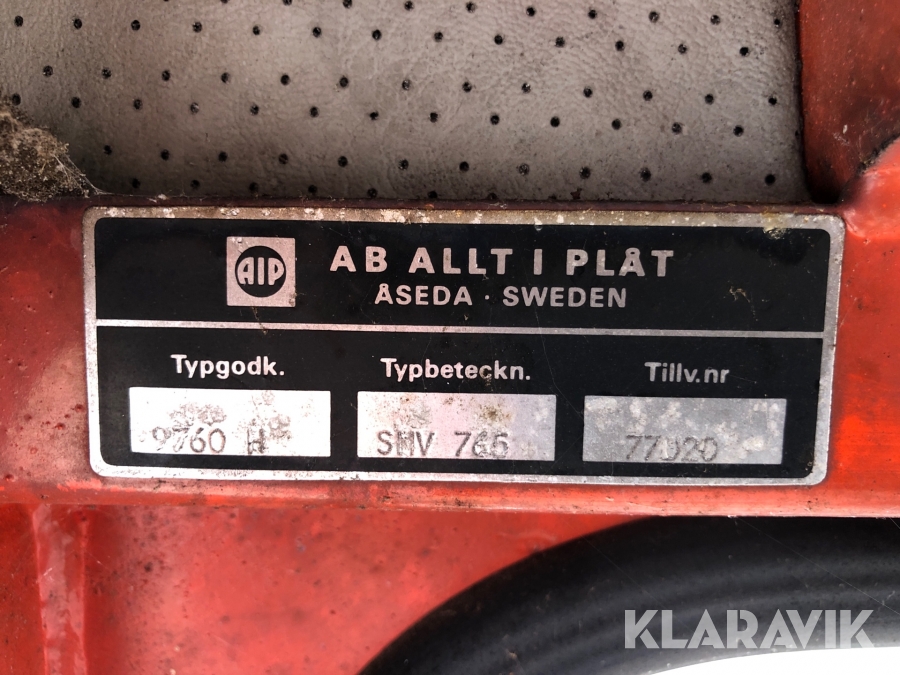 AIP
AB ALLT I PLÅT
ÅSEDA · SWEDEN
Typgodk. Typbeteckn. Tillv.nr
9760 H SMV 765 77020
KLARAVIK